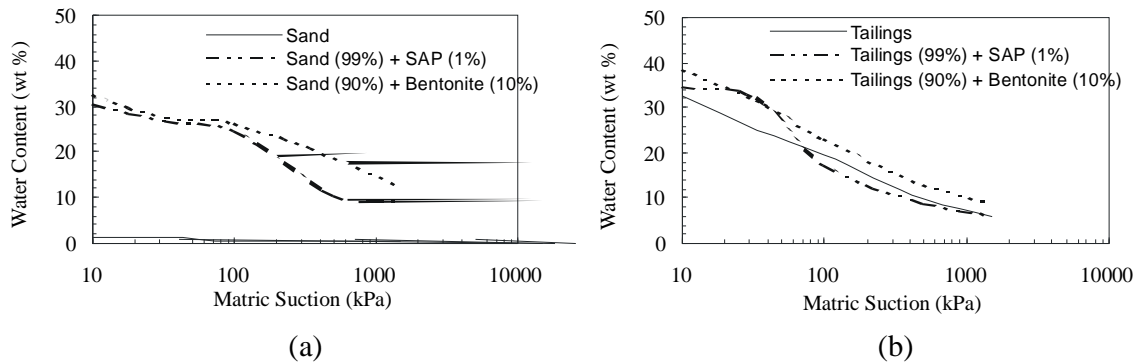 50
40
30
20
10
0
Water Content (wt %)
Sand
Sand (99%) + SAP (1%)
Sand (90%) + Bentonite (10%)
10 100 1000 10000
Matric Suction (kPa)
(a)
50
40
30
20
10
0
Water Content (wt %)
Tailings
Tailings (99%) + SAP (1%)
Tailings (90%) + Bentonite (10%)
10 100 1000 10000
Matric Suction (kPa)
(b)